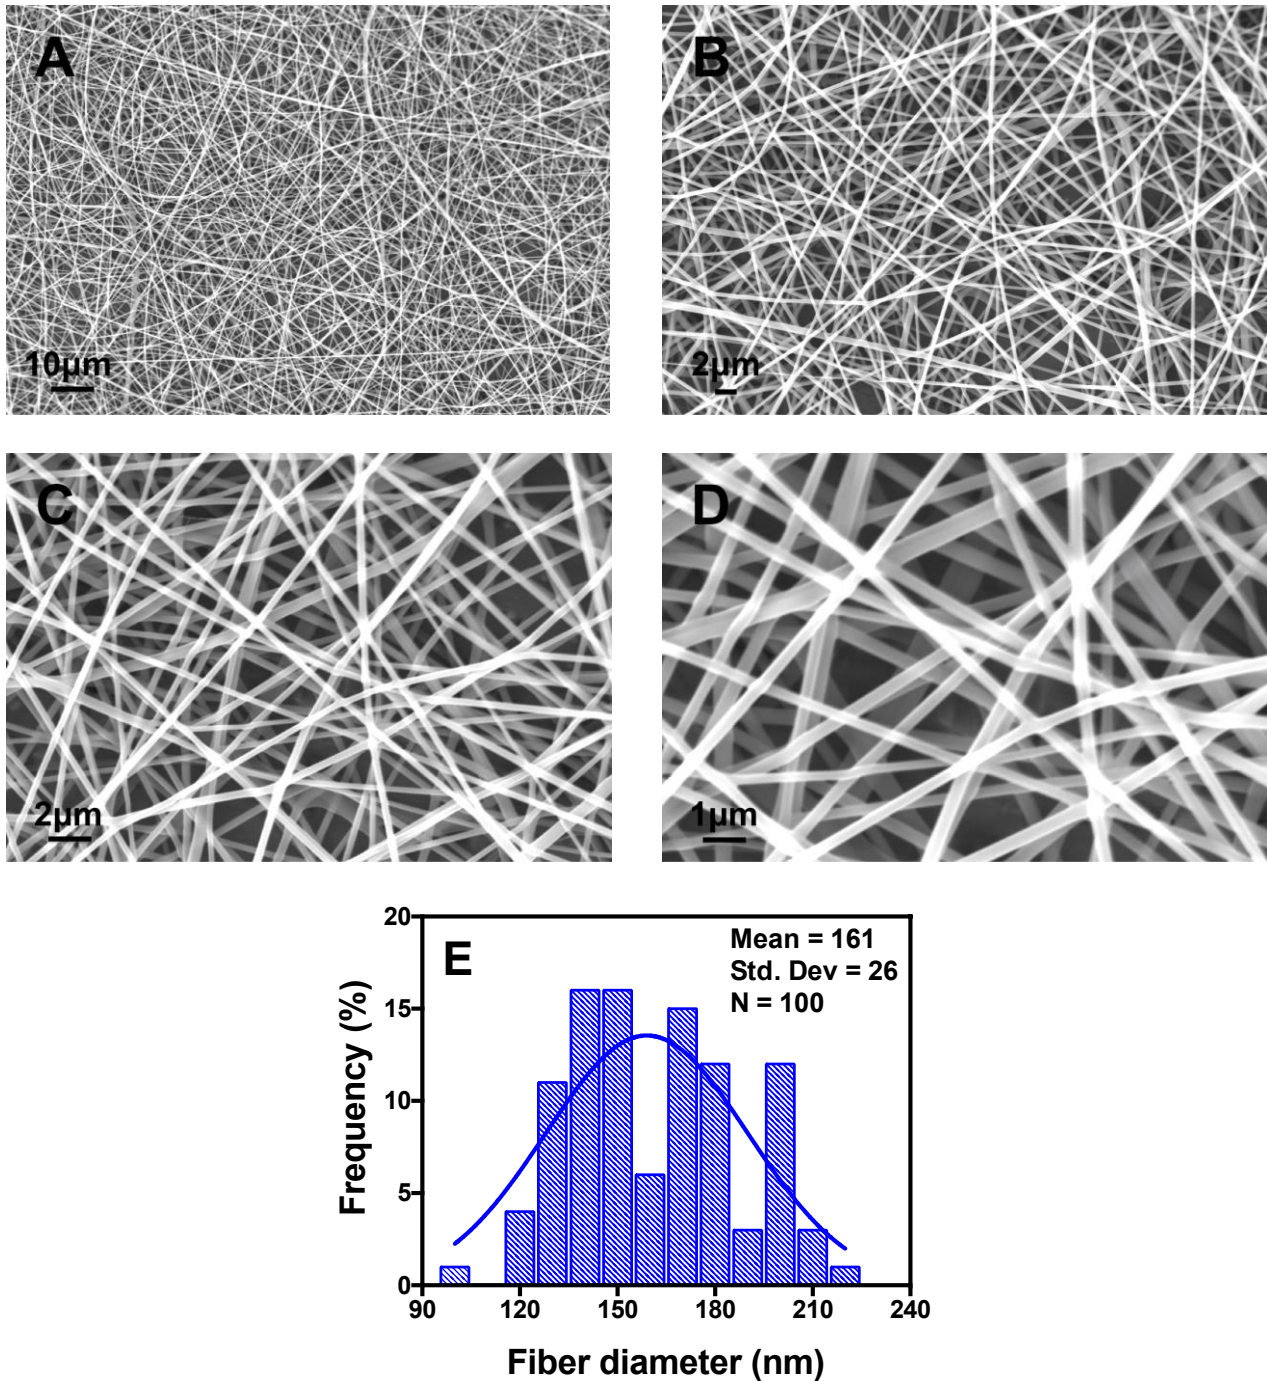 A
B
10µm
2µm
C
D
2µm
1µm
E
Mean = 161
Std. Dev = 26
N = 100
20
15
10
5
0
Frequency (%)
90 120 150 180 210 240
Fiber diameter (nm)